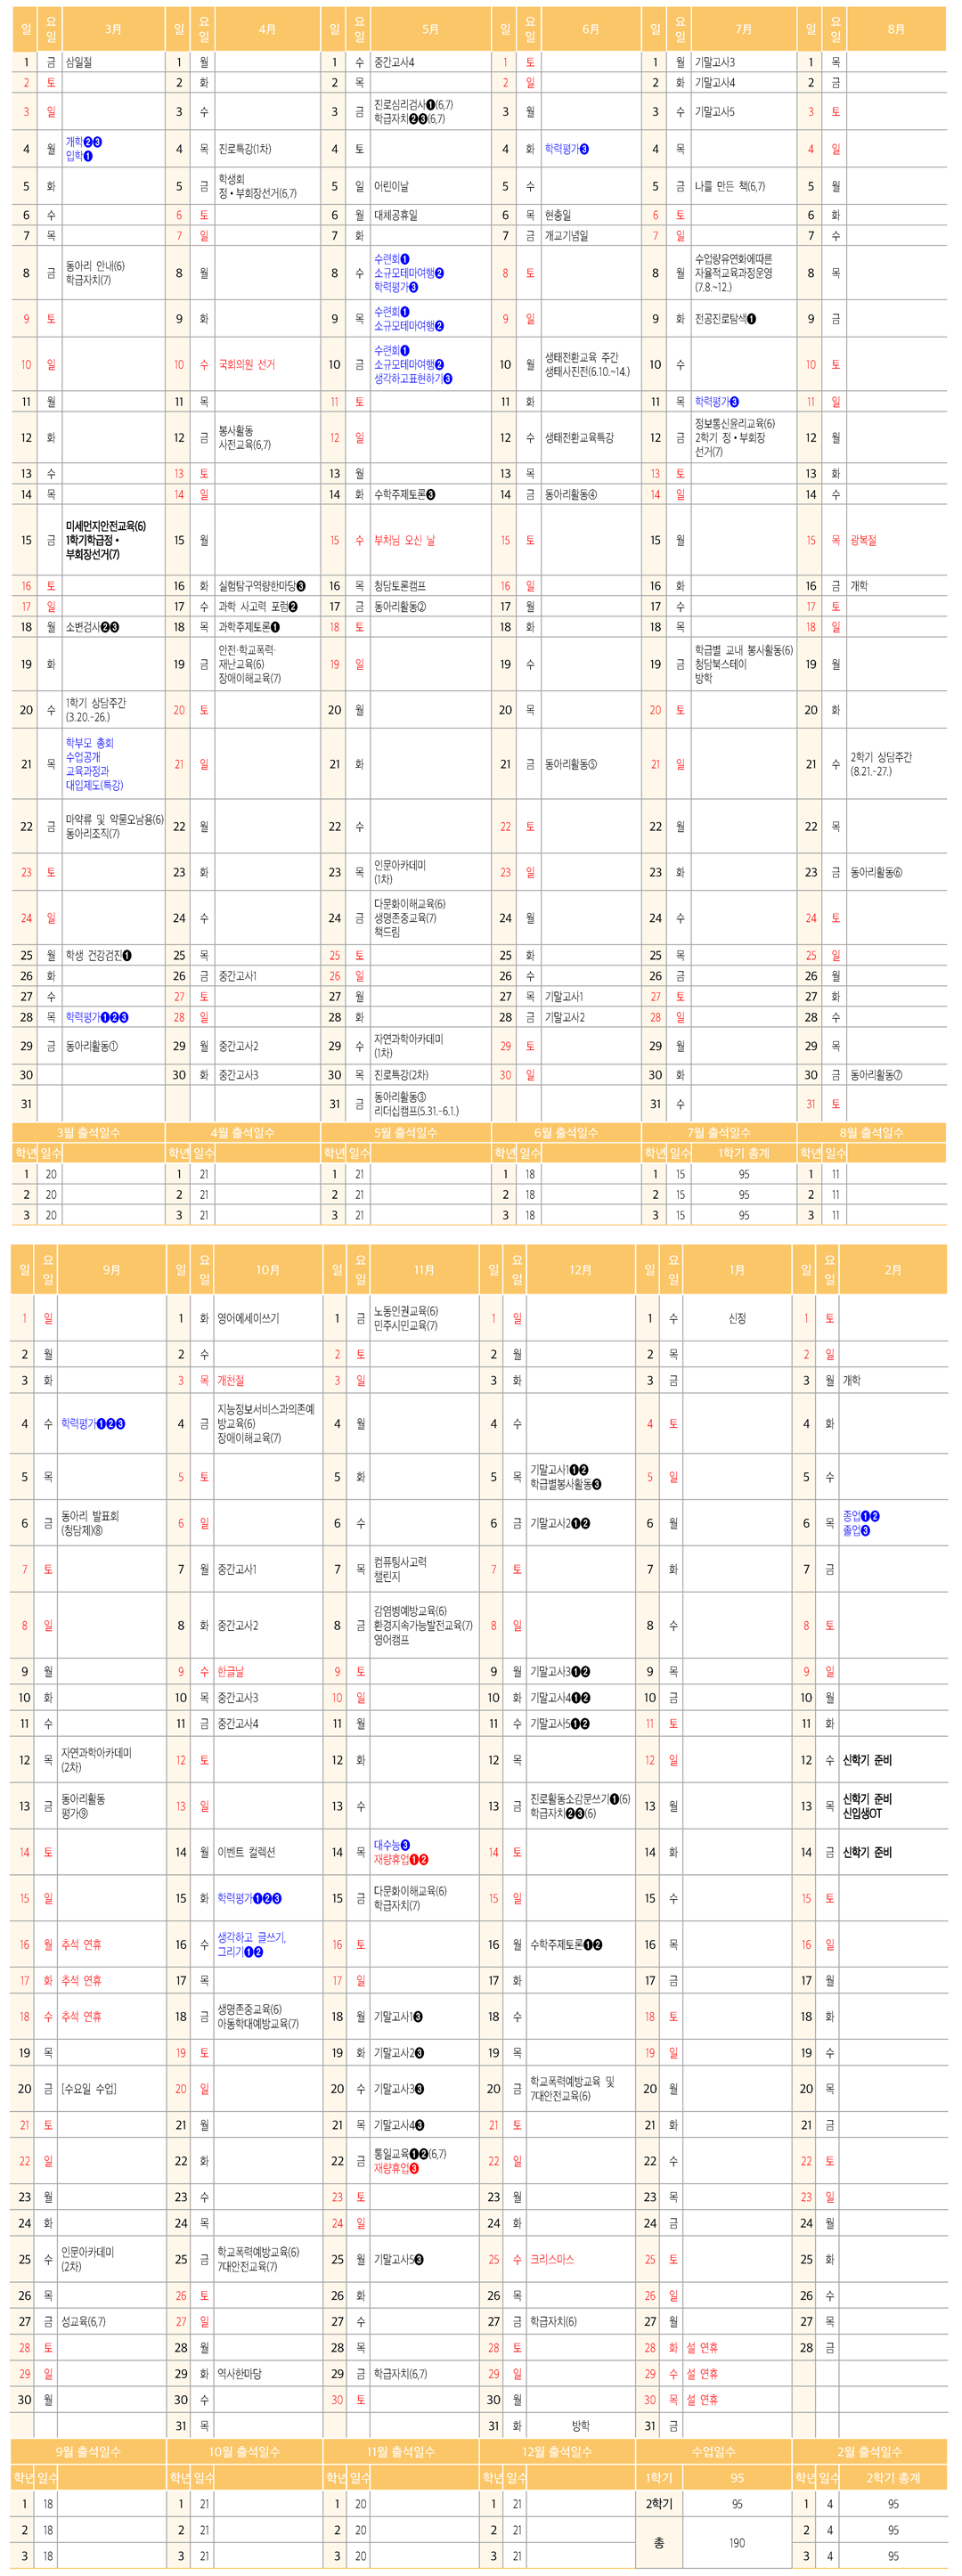 일 요일 3月 일 요일 4月 일 요일 5月 일 요일 6月 일 요일 7月 일 요일 8月
1 금 삼일절 1 월 1 수 중간고사4 1 토 1 월 기말고사3 1 목
2 토 2 화 2 목 2 일 2 화 기말고사4 2 금
3 일 3 수 3 금 진로심리검사❶(6,7) 학급자치❷❸(6,7) 3 월 3 수 기말고사5 3 토
4 월 개학❷❸ 입학❶ 4 목 진로특강(1차) 4 토 4 화 학력평가❸ 4 목 4 일
5 화 5 금 학생회 정•부회장선거(6,7) 5 일 어린이날 5 수 5 금 나를 만든 책(6,7) 5 월
6 수 6 토 6 월 대체공휴일 6 목 현충일 6 토 6 화
7 목 7 일 7 화 7 금 개교기념일 7 일 7 수
8 금 동아리 안내(6) 학급자치(7) 8 월 8 수 수련회❶ 소규모테마여행❷ 학력평가❸ 8 토 8 월 수업량유연화에따른 자율적교육과정운영 (7.8.~12.) 8 목
9 토 9 화 9 목 수련회❶ 소규모테마여행❷ 9 일 9 화 전공진로탐색❶ 9 금
10 일 10 수 국회의원 선거 10 금 수련회❶ 소규모테마여행❷ 생각하고표현하기❸ 10 월 생태전환교육 주간 생태사진전(6.10.~14.) 10 수 10 토
11 월 11 목 11 토 11 화 11 목 학력평가❸ 11 일
12 화 12 금 봉사활동 사전교육(6,7) 12 일 12 수 생태전환교육특강 12 금 정보통신윤리교육(6) 2학기 정•부회장 선거(7) 12 월
13 수 13 토 13 월 13 목 13 토 13 화
14 목 14 일 14 화 수학주제토론❸ 14 금 동아리활동④ 14 일 14 수
15 금 미세먼지안전교육(6) 1학기학급정• 부회장선거(7) 15 월 15 수 부처님 오신 날 15 토 15 월 15 목 광복절
16 토 16 화 실험탐구역량한마당❸ 16 목 청담토론캠프 16 일 16 화 16 금 개학
17 일 17 수 과학 사고력 포럼❷ 17 금 동아리활동② 17 월 17 수 17 토
18 월 소변검사❷❸ 18 목 과학주제토론❶ 18 토 18 화 18 목 18 일
19 화 19 금 안전·학교폭력· 재난교육(6) 장애이해교육(7) 19 일 19 수 19 금 학급별 교내 봉사활동(6) 청담북스테이 방학 19 월
20 수 1학기 상담주간 (3.20.-26.) 20 토 20 월 20 목 20 토 20 화
21 목 학부모 총회 수업공개 교육과정과 대입제도(특강) 21 일 21 화 21 금 동아리활동⑤ 21 일 21 수 2학기 상담주간 (8.21.-27.)
22 금 마약류 및 약물오남용(6) 동아리조직(7) 22 월 22 수 22 토 22 월 22 목
23 토 23 화 23 목 인문아카데미 (1차) 23 일 23 화 23 금 동아리활동⑥
24 일 24 수 24 금 다문화이해교육(6) 생명존중교육(7) 책드림 24 월 24 수 24 토
25 월 학생 건강검진❶ 25 목 25 토 25 화 25 목 25 일
26 화 26 금 중간고사1 26 일 26 수 26 금 26 월
27 수 27 토 27 월 27 목 기말고사1 27 토 27 화
28 목 학력평가❶❷❸ 28 일 28 화 28 금 기말고사2 28 일 28 수
29 금 동아리활동① 29 월 중간고사2 29 수 자연과학아카데미 (1차) 29 토 29 월 29 목
30 30 화 중간고사3 30 목 진로특강(2차) 30 일 30 화 30 금 동아리활동⑦
31 31 금 동아리활동③ 리더십캠프(5.31.-6.1.) 31 수 31 토
3월 출석일수 4월 출석일수 5월 출석일수 6월 출석일수 7월 출석일수 8월 출석일수
학년 일수 학년 일수 학년 일수 학년 일수 학년 일수 1학기 총계 학년 일수
1 20 1 21 1 21 1 18 1 15 95 1 11
2 20 2 21 2 21 2 18 2 15 95 2 11
3 20 3 21 3 21 3 18 3 15 95 3 11
일 요일 9月 일 요일 10月 일 요일 11月 일 요일 12月 일 요일 1月 일 요일 2月
1 일 1 화 영어에세이쓰기 1 금 노동인권교육(6) 민주시민교육(7) 1 일 1 수 신정 1 토
2 월 2 수 2 토 2 월 2 목 2 일
3 화 3 목 개천절 3 일 3 화 3 금 3 월 개학
4 수 학력평가❶❷❸ 4 금 지능정보서비스과의존예 방교육(6) 장애이해교육(7) 4 월 4 수 4 토 4 화
5 목 5 토 5 화 5 목 기말고사1❶❷ 학급별봉사활동❸ 5 일 5 수
6 금 동아리 발표회 (청담제)⑧ 6 일 6 수 6 금 기말고사2❶❷ 6 월 6 목 종업❶❷ 졸업❸
7 토 7 월 중간고사1 7 목 컴퓨팅사고력 챌린지 7 토 7 화 7 금
8 일 8 화 중간고사2 8 금 감염병예방교육(6) 환경지속가능발전교육(7) 영어캠프 8 일 8 수 8 토
9 월 9 수 한글날 9 토 9 월 기말고사3❶❷ 9 목 9 일
10 화 10 목 중간고사3 10 일 10 화 기말고사4❶❷ 10 금 10 월
11 수 11 금 중간고사4 11 월 11 수 기말고사5❶❷ 11 토 11 화
12 목 자연과학아카데미 (2차) 12 토 12 화 12 목 12 일 12 수 신학기 준비
13 금 동아리활동 평가⑨ 13 일 13 수 13 금 진로활동소감문쓰기❶(6) 학급자치❷❸(6) 13 월 13 목 신학기 준비 신입생OT
14 토 14 월 이벤트 컬렉션 14 목 대수능❸ 재량휴업❶❷ 14 토 14 화 14 금 신학기 준비
15 일 15 화 학력평가❶❷❸ 15 금 다문화이해교육(6) 학급자치(7) 15 일 15 수 15 토
16 월 추석 연휴 16 수 생각하고 글쓰기, 그리기❶❷ 16 토 16 월 수학주제토론❶❷ 16 목 16 일
17 화 추석 연휴 17 목 17 일 17 화 17 금 17 월
18 수 추석 연휴 18 금 생명존중교육(6) 아동학대예방교육(7) 18 월 기말고사1❸ 18 수 18 토 18 화
19 목 19 토 19 화 기말고사2❸ 19 목 19 일 19 수
20 금 [수요일 수업] 20 일 20 수 기말고사3❸ 20 금 학교폭력예방교육 및 7대안전교육(6) 20 월 20 목
21 토 21 월 21 목 기말고사4❸ 21 토 21 화 21 금
22 일 22 화 22 금 통일교육❶❷(6,7) 재량휴업❸ 22 일 22 수 22 토
23 월 23 수 23 토 23 월 23 목 23 일
24 화 24 목 24 일 24 화 24 금 24 월
25 수 인문아카데미 (2차) 25 금 학교폭력예방교육(6) 7대안전교육(7) 25 월 기말고사5❸ 25 수 크리스마스 25 토 25 화
26 목 26 토 26 화 26 목 26 일 26 수
27 금 성교육(6,7) 27 일 27 수 27 금 학급자치(6) 27 월 27 목
28 토 28 월 28 목 28 토 28 화 설 연휴 28 금
29 일 29 화 역사한마당 29 금 학급자치(6,7) 29 일 29 수 설 연휴
30 월 30 수 30 토 30 월 30 목 설 연휴
31 목 31 화 방학 31 금
9월 출석일수 10월 출석일수 11월 출석일수 12월 출석일수 수업일수 2월 출석일수
학년 일수 학년 일수 학년 일수 학년 일수 1학기 95 학년 일수 2학기 총계
1 18 1 21 1 20 1 21 2학기 95 1 4 95
2 18 2 21 2 20 2 21 총 190 2 4 95
3 18 3 21 3 20 3 21 3 4 95